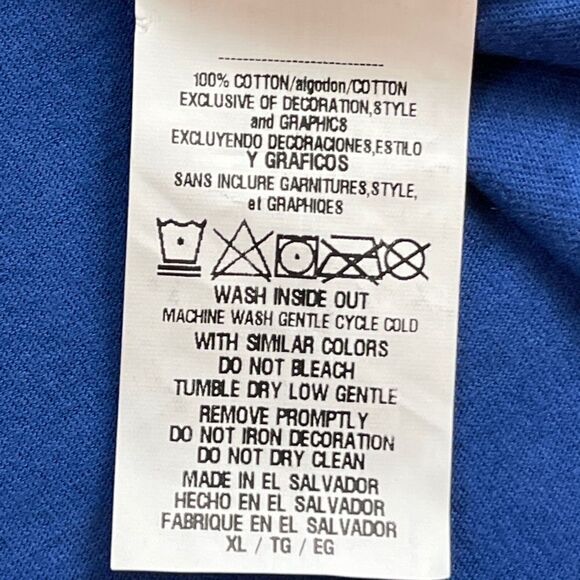 100% COTTON/algodon/COTTON
EXCLUSIVE OF DECORATION,STYLE
and GRAPHICS
EXCLUYENDO DECORACIONES,ESTILO
Y GRAFICOS
SANS INCLURE GARNITURES,STYLE,
et GRAPHIQES
WASH INSIDE OUT
MACHINE WASH GENTLE CYCLE COLD
WITH SIMILAR COLORS
DO NOT BLEACH
TUMBLE DRY LOW GENTLE
REMOVE PROMPTLY
DO NOT IRON DECORATION
DO NOT DRY CLEAN
MADE IN EL SALVADOR
HECHO EN EL SALVADOR
FABRIQUE EN EL SALVADOR
XL / TG / EG